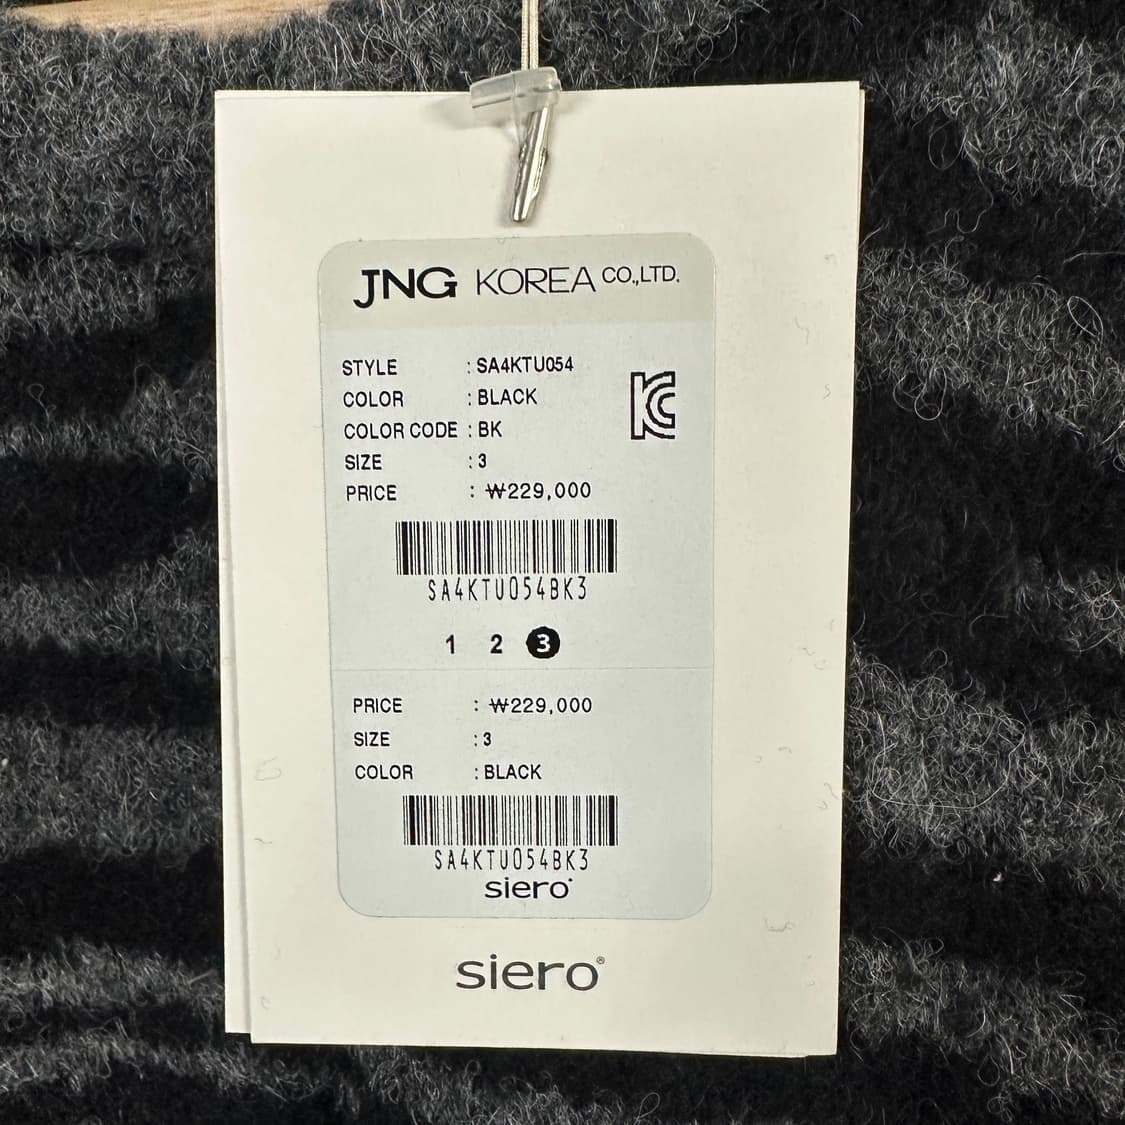 JNG KOREA CO.,LTD.
STYLE : SA4KTU054
COLOR : BLACK
COLOR CODE : BK
SIZE : 3
PRICE : ₩229,000
SA4KTU054BK3
1 2 3
PRICE : ₩229,000
SIZE : 3
COLOR : BLACK
SA4KTU054BK3
siero
siero®